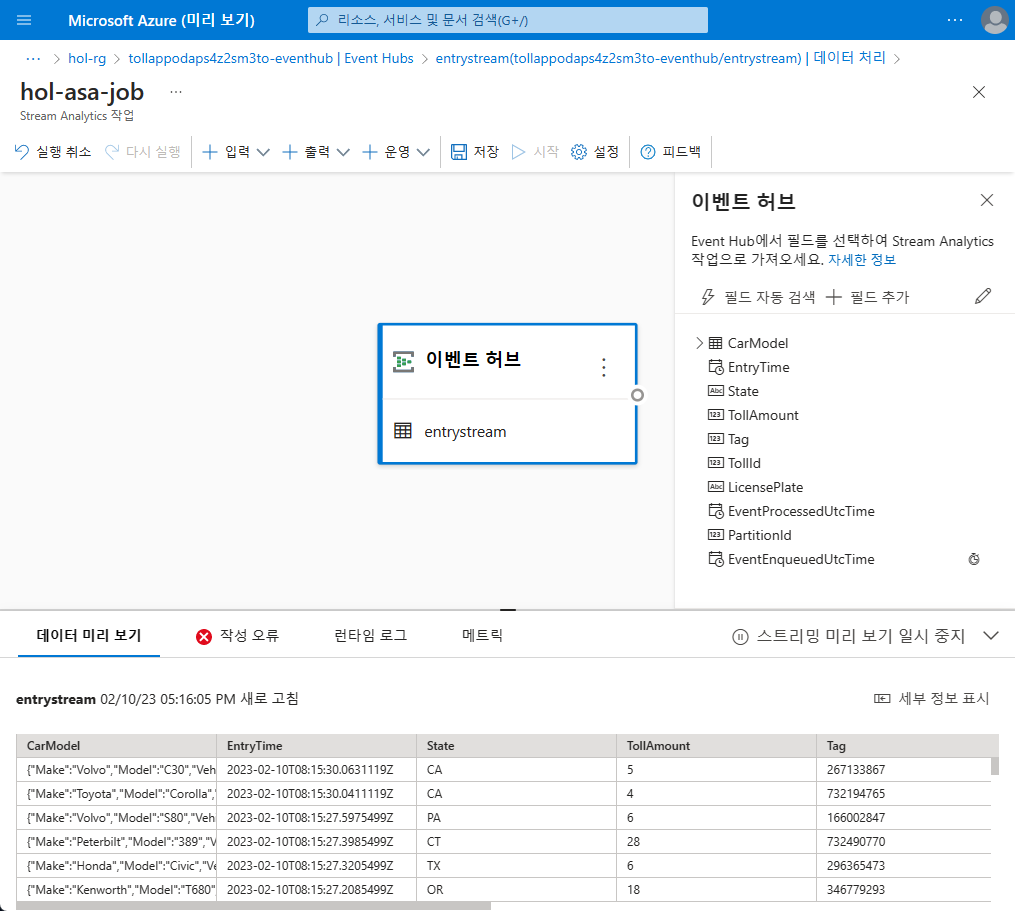 Microsoft Azure (미리 보기)
리소스, 서비스 및 문서 검색(G+/)
···
··· > hol-rg > tollappodaps4z2sm3to-eventhub | Event Hubs > entrystream(tollappodaps4z2sm3to-eventhub/entrystream) | 데이터 처리 >
hol-asa-job ···
Stream Analytics 작업
실행 취소 다시 실행 입력 출력 운영 저장 시작 설정 피드백
이벤트 허브
Event Hub에서 필드를 선택하여 Stream Analytics
작업으로 가져오세요. 자세한 정보
필드 자동 검색 필드 추가
이벤트 허브
entrystream
CarModel
EntryTime
Abc State
123 TollAmount
123 Tag
123 TollId
Abc LicensePlate
EventProcessedUtcTime
123 PartitionId
EventEnqueuedUtcTime
데이터 미리 보기 작성 오류 런타임 로그 메트릭 스트리밍 미리 보기 일시 중지
entrystream 02/10/23 05:16:05 PM 새로 고침 세부 정보 표시
CarModel EntryTime State TollAmount Tag
{"Make":"Volvo","Model":"C30","Veh 2023-02-10T08:15:30.0631119Z CA 5 267133867
{"Make":"Toyota","Model":"Corolla", 2023-02-10T08:15:30.0411119Z CA 4 732194765
{"Make":"Volvo","Model":"S80","Veh 2023-02-10T08:15:27.5975499Z PA 6 166002847
{"Make":"Peterbilt","Model":"389","V 2023-02-10T08:15:27.3985499Z CT 28 732490770
{"Make":"Honda","Model":"Civic","Ve 2023-02-10T08:15:27.3205499Z TX 6 296365473
{"Make":"Kenworth","Model":"T680", 2023-02-10T08:15:27.2085499Z OR 18 346779293